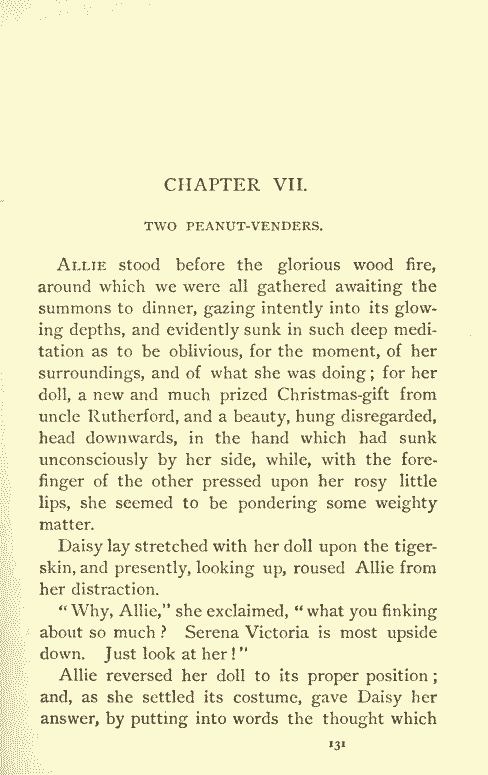 CHAPTER VII.
TWO PEANUT-VENDERS.
ALLIE stood before the glorious wood fire,
around which we were all gathered awaiting the
summons to dinner, gazing intently into its glow-
ing depths, and evidently sunk in such deep medi-
tation as to be oblivious, for the moment, of her
surroundings, and of what she was doing; for her
doll, a new and much prized Christmas-gift from
uncle Rutherford, and a beauty, hung disregarded,
head downwards, in the hand which had sunk
unconsciously by her side, while, with the fore-
finger of the other pressed upon her rosy little
lips, she seemed to be pondering some weighty
matter.
Daisy lay stretched with her doll upon the tiger-
skin, and presently, looking up, roused Allie from
her distraction.
"Why, Allie," she exclaimed, "what you finking
about so much? Serena Victoria is most upside
down. Just look at her!"
Allie reversed her doll to its proper position;
and, as she settled its costume, gave Daisy her
answer, by putting into words the thought which
131